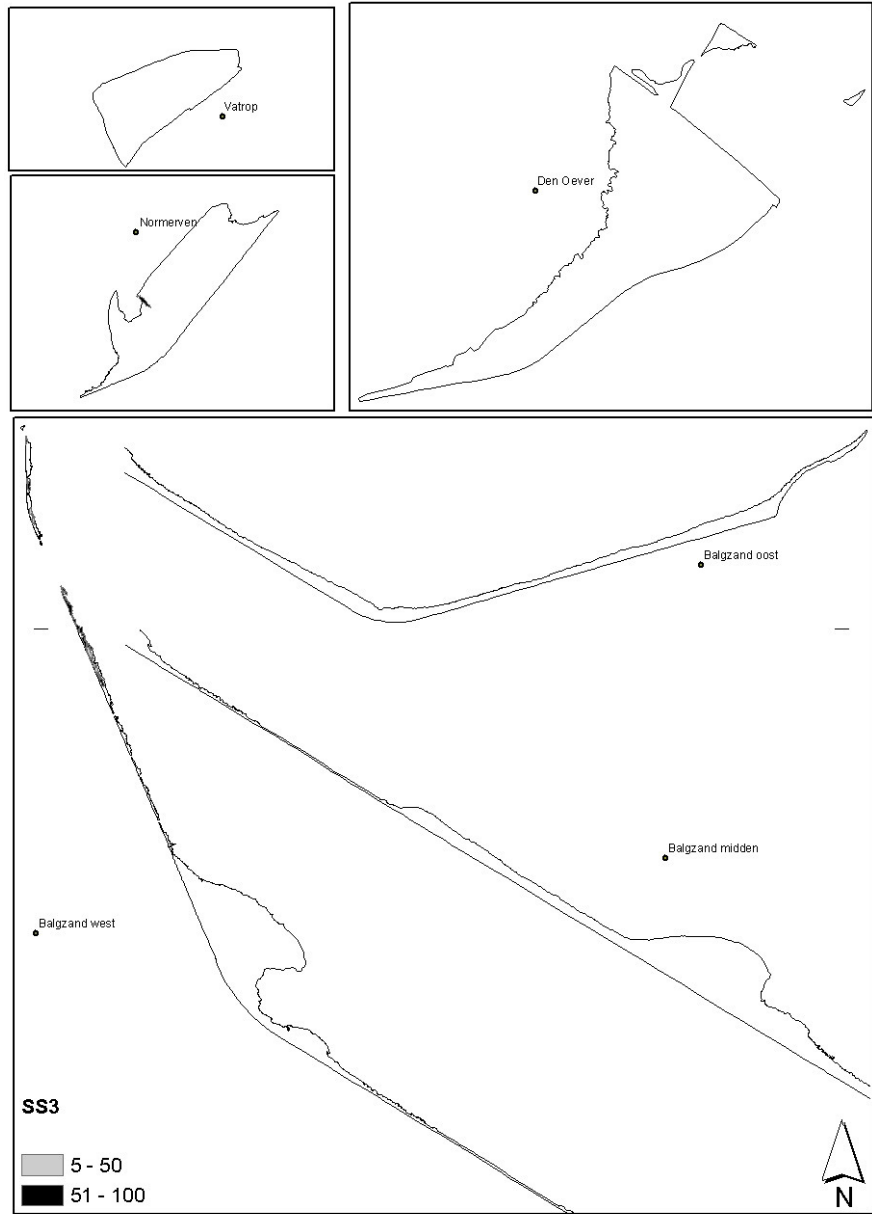 Vatrop
Normerven
Den Oever
Balgzand oost
Balgzand midden
Balgzand west
SS3
5 - 50
51 - 100
N